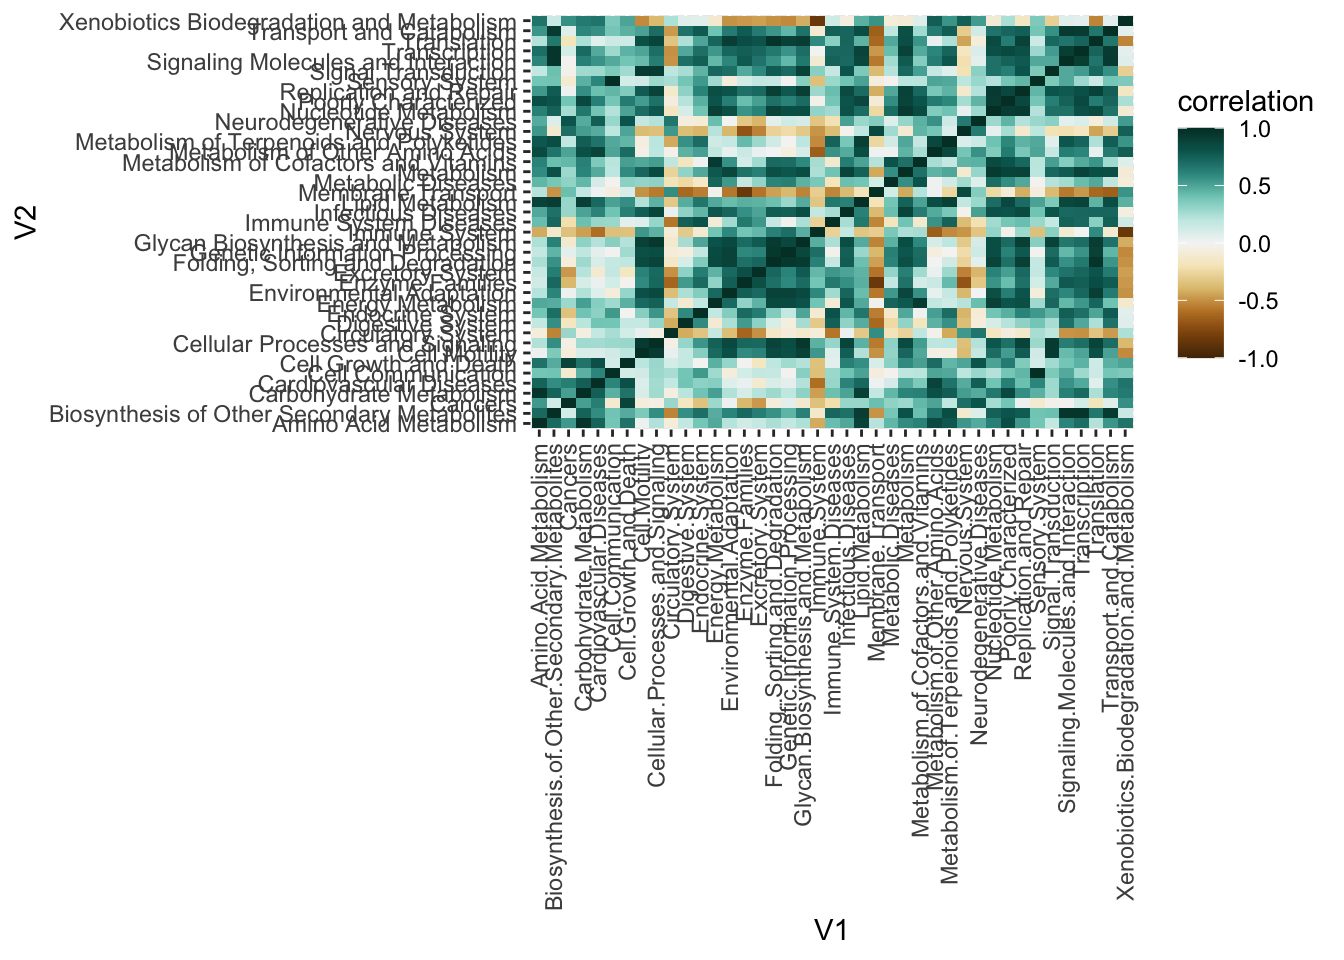 Xenobiotics Biodegradation and Metabolism
Transport and Catabolism
Translation
Transcription
Signaling Molecules and Interaction
Signal Transduction
Sensory System
Replication and Repair
Poorly Characterized
Nucleotide Metabolism
Neurodegenerative Diseases
Nervous System
Metabolism of Terpenoids and Polyketides
Metabolism of Other Amino Acids
Metabolism of Cofactors and Vitamins
Metabolism
Metabolic Diseases
Membrane Transport
Lipid Metabolism
Infectious Diseases
Immune System Diseases
Immune System
Glycan Biosynthesis and Metabolism
Genetic Information Processing
Folding, Sorting and Degradation
Excretory System
Enzyme Families
Environmental Adaptation
Energy Metabolism
Endocrine System
Digestive System
Circulatory System
Cellular Processes and Signaling
Cell Motility
Cell Growth and Death
Cell Communication
Cardiovascular Diseases
Carbohydrate Metabolism
Cancers
Biosynthesis of Other Secondary Metabolites
Amino Acid Metabolism
V2
Amino.Acid.Metabolism
Biosynthesis.of.Other.Secondary.Metabolites
Cancers
Carbohydrate.Metabolism
Cardiovascular.Diseases
Cell.Communication
Cell.Growth.and.Death
Cell.Motility
Cellular.Processes.and.Signaling
Circulatory.System
Digestive.System
Endocrine.System
Energy.Metabolism
Environmental.Adaptation
Enzyme.Families
Excretory.System
Folding..Sorting.and.Degradation
Genetic.Information.Processing
Glycan.Biosynthesis.and.Metabolism
Immune.System
Immune.System.Diseases
Infectious.Diseases
Lipid.Metabolism
Membrane.Transport
Metabolic.Diseases
Metabolism
Metabolism.of.Cofactors.and.Vitamins
Metabolism.of.Other.Amino.Acids
Metabolism.of.Terpenoids.and.Polyketides
Nervous.System
Neurodegenerative.Diseases
Nucleotide.Metabolism
Poorly.Characterized
Replication.and.Repair
Sensory.System
Signal.Transduction
Signaling.Molecules.and.Interaction
Transcription
Translation
Transport.and.Catabolism
Xenobiotics.Biodegradation.and.Metabolism
V1
correlation
1.0
0.5
0.0
-0.5
-1.0